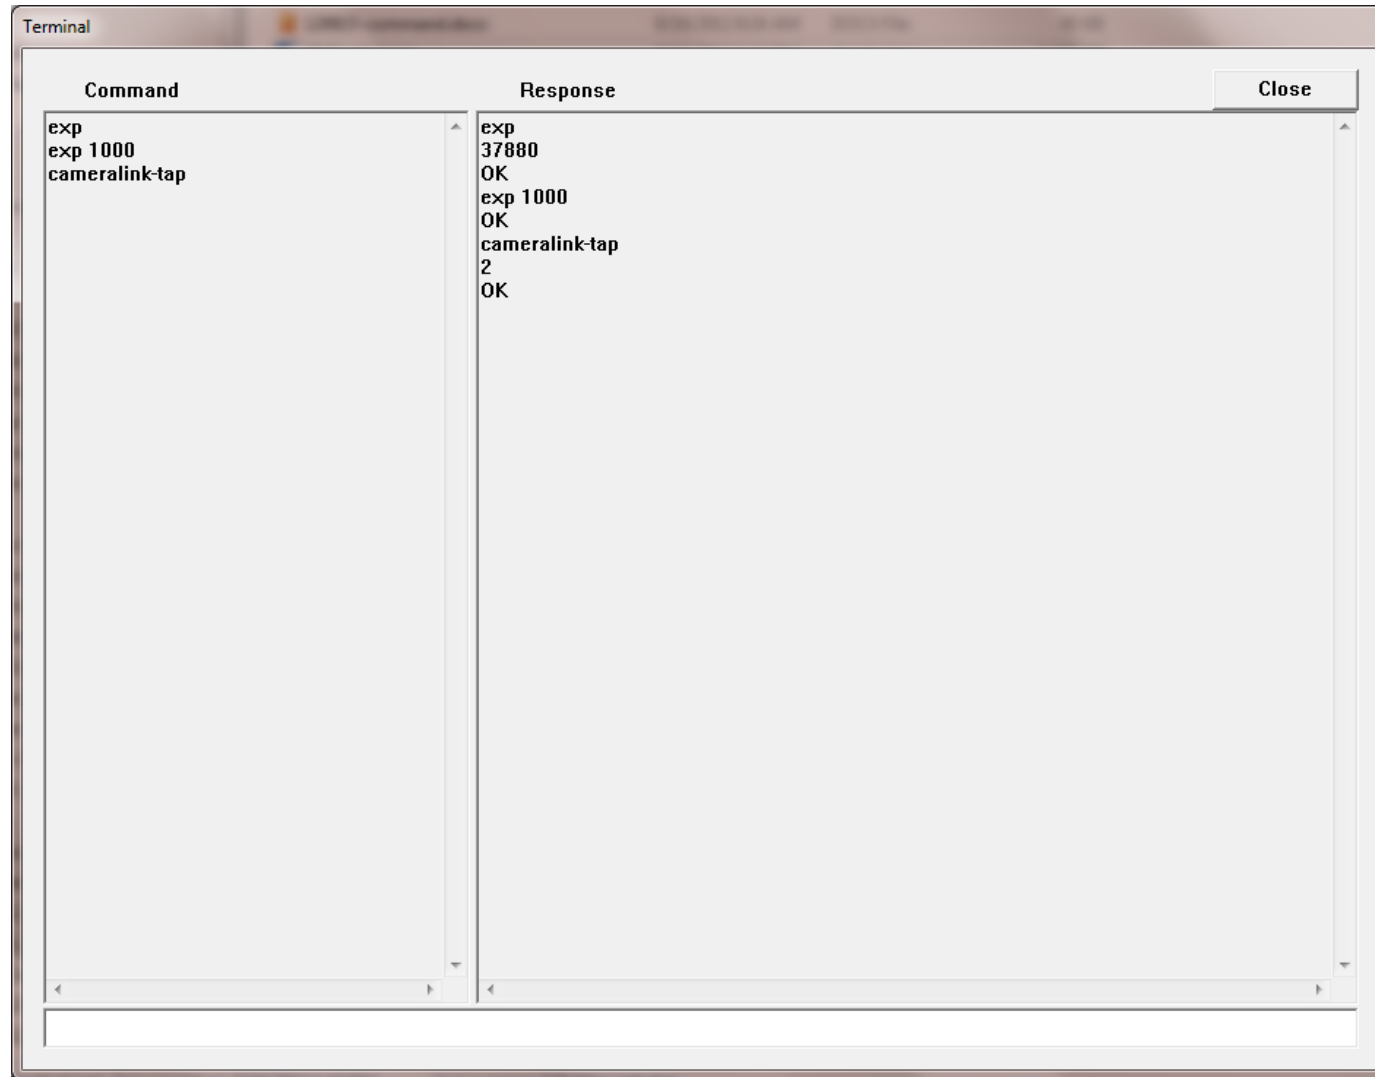 Terminal
Command
Response
Close
exp
exp 1000
cameralink-tap
exp
37880
OK
exp 1000
OK
cameralink-tap
2
OK